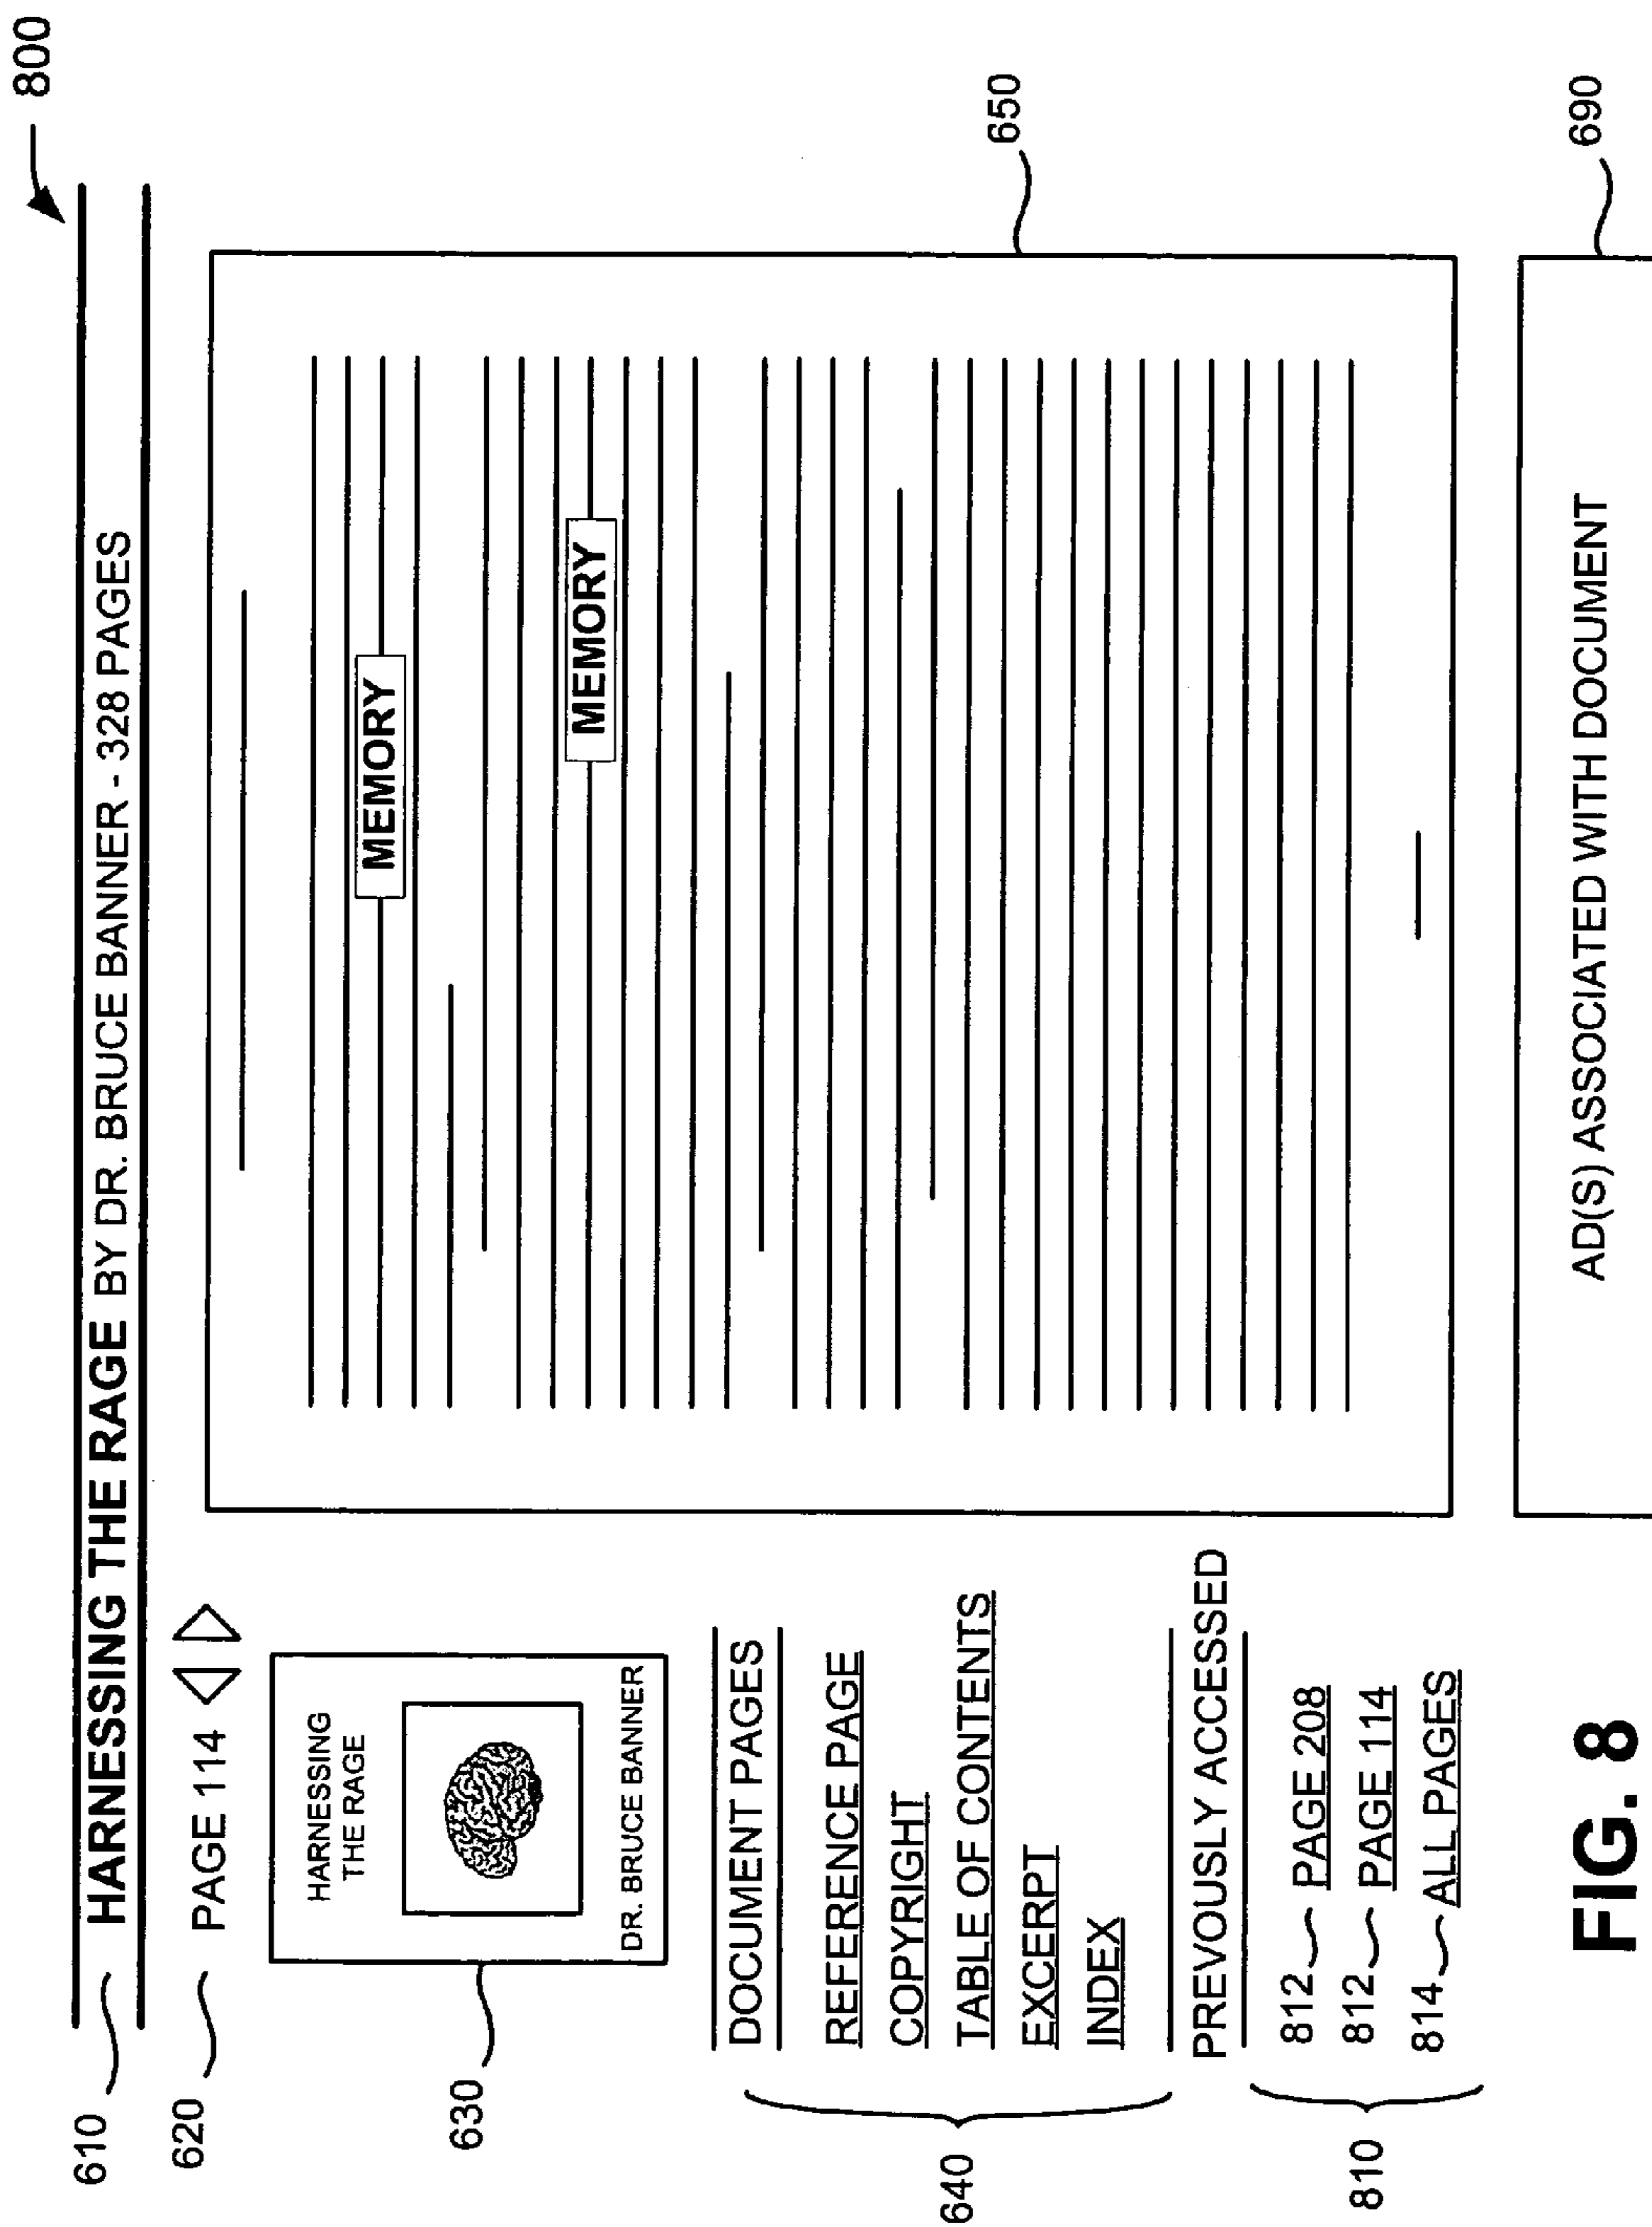 800
610 HARNESSING THE RAGE BY DR. BRUCE BANNER - 328 PAGES
620 PAGE 114
630
HARNESSING
THE RAGE
DR. BRUCE BANNER
640
DOCUMENT PAGES
REFERENCE PAGE
COPYRIGHT
TABLE OF CONTENTS
EXCERPT
INDEX
810
PREVOUSLY ACCESSED
812 PAGE 208
812 PAGE 114
814 ALL PAGES
MEMORY
MEMORY
650
AD(S) ASSOCIATED WITH DOCUMENT
690
FIG. 8